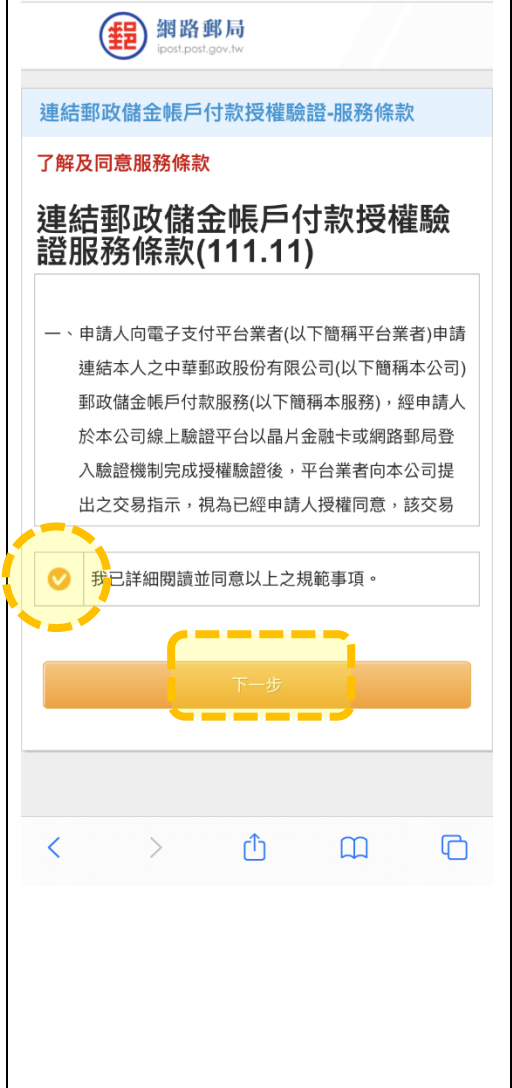 郵
網路郵局
ipost.post.gov.tw
連結郵政儲金帳戶付款授權驗證-服務條款
了解及同意服務條款
連結郵政儲金帳戶付款授權驗
證服務條款(111.11)
一、申請人向電子支付平台業者(以下簡稱平台業者)申請
連結本人之中華郵政股份有限公司(以下簡稱本公司)
郵政儲金帳戶付款服務(以下簡稱本服務)，經申請人
於本公司線上驗證平台以晶片金融卡或網路郵局登
入驗證機制完成授權驗證後，平台業者向本公司提
出之交易指示，視為已經申請人授權同意，該交易
我已詳細閱讀並同意以上之規範事項。
下一步